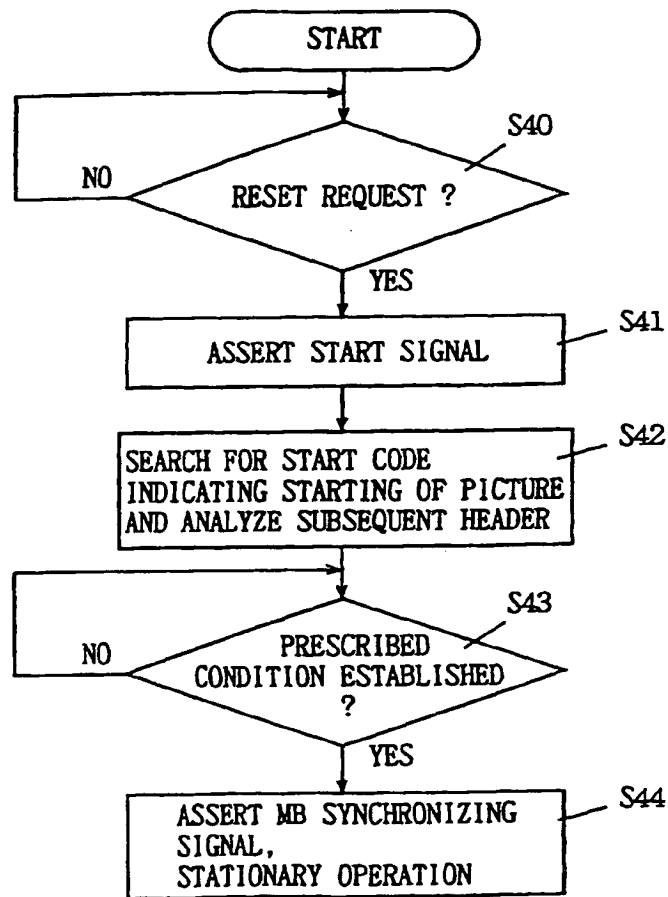 START
S40
NO
RESET REQUEST ?
YES
S41
ASSERT START SIGNAL
S42
SEARCH FOR START CODE
INDICATING STARTING OF PICTURE
AND ANALYZE SUBSEQUENT HEADER
S43
NO
PRESCRIBED
CONDITION ESTABLISHED
?
YES
S44
ASSERT MB SYNCHRONIZING
SIGNAL,
STATIONARY OPERATION